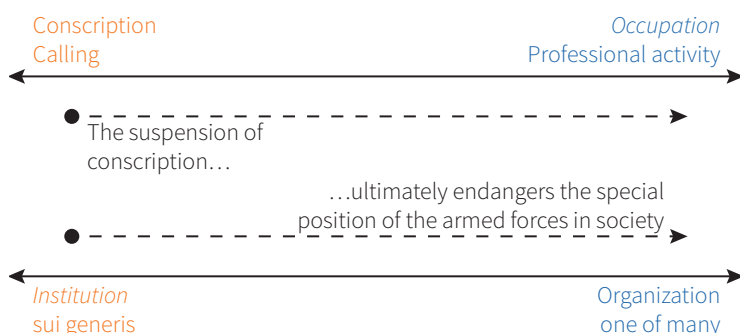 Conscription
Calling
Occupation
Professional activity
The suspension of
conscription…
…ultimately endangers the special
position of the armed forces in society
Institution
sui generis
Organization
one of many